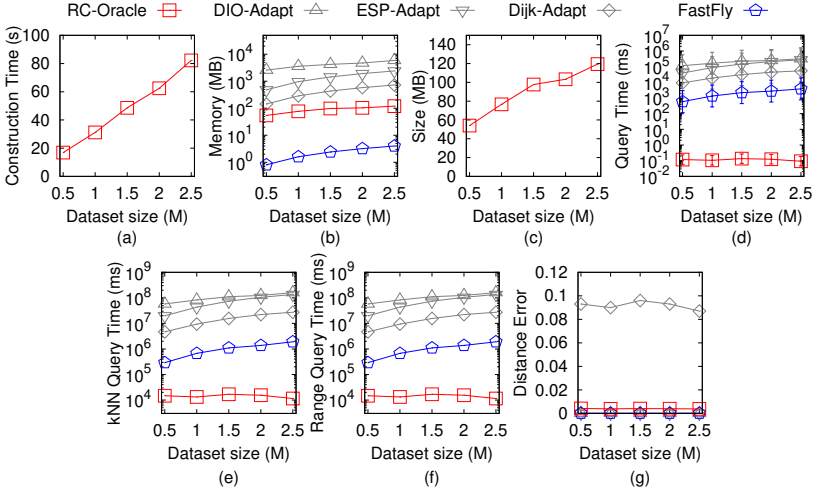 RC-Oracle DIO-Adapt ESP-Adapt Dijk-Adapt FastFly
Construction Time (s)
100
80
60
40
20
0
0.5 1 1.5 2 2.5
Dataset size (M)
(a)
Memory (MB)
10^4
10^3
10^2
10^1
10^0
0.5 1 1.5 2 2.5
Dataset size (M)
(b)
Size (MB)
140
120
100
80
60
40
20
0
0.5 1 1.5 2 2.5
Dataset size (M)
(c)
Query Time (ms)
10^7
10^6
10^5
10^4
10^3
10^2
10^1
10^0
10^-1
10^-2
0.5 1 1.5 2 2.5
Dataset size (M)
(d)
kNN Query Time (ms)
10^9
10^8
10^7
10^6
10^5
10^4
0.5 1 1.5 2 2.5
Dataset size (M)
(e)
Range Query Time (ms)
10^9
10^8
10^7
10^6
10^5
10^4
0.5 1 1.5 2 2.5
Dataset size (M)
(f)
Distance Error
0.12
0.1
0.08
0.06
0.04
0.02
0
0.5 1 1.5 2 2.5
Dataset size (M)
(g)